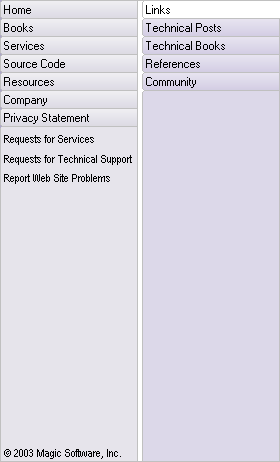 Home
Books
Services
Source Code
Resources
Company
Privacy Statement
Requests for Services
Requests for Technical Support
Report Web Site Problems
© 2003 Magic Software, Inc.
Links
Technical Posts
Technical Books
References
Community